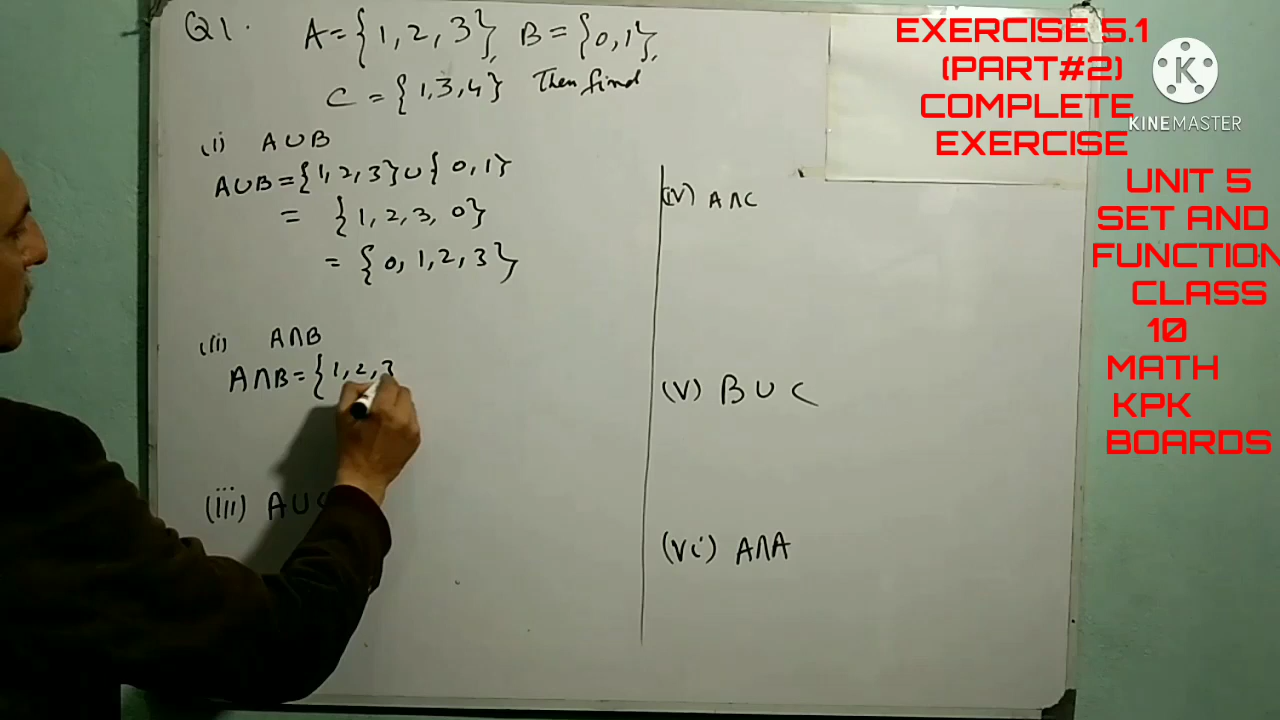 Q1. A={1,2,3}, B={0,1},
C={1,3,4} Then find
(i) A∪B
A∪B={1,2,3}∪{0,1}
= {1,2,3,0}
= {0,1,2,3}
(ii) A∩B
A∩B={1,2,3
(iii) A∪C
(iv) A∩C
(v) B∪C
(vi) A∩A
EXERCISE 5.1
(PART#2)
COMPLETE
EXERCISE
K
KINEMASTER
UNIT 5
SET AND
FUNCTION
CLASS
10
MATH
KPK
BOARDS